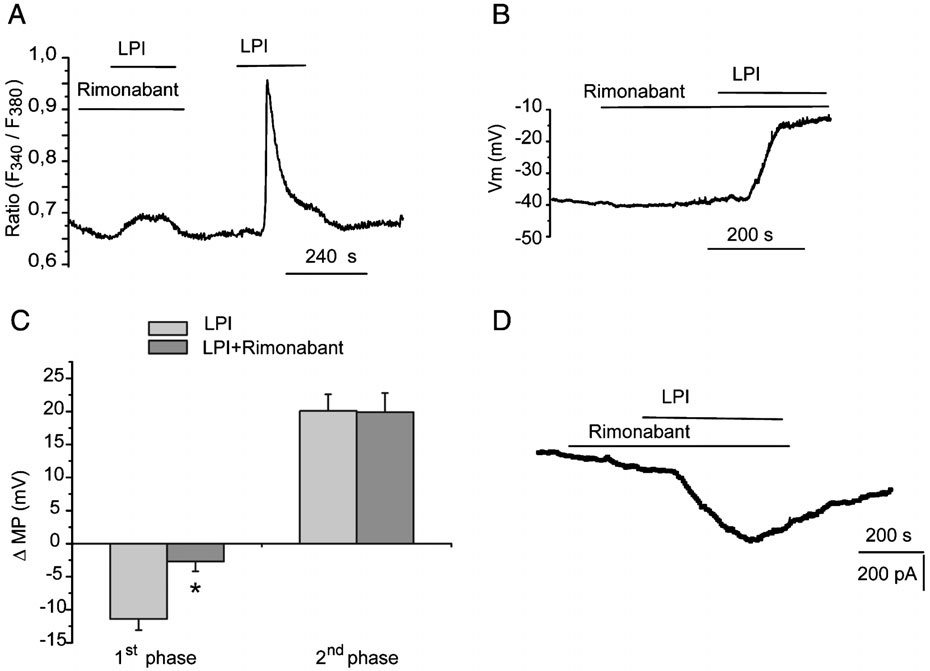 A
LPI
LPI
Rimonabant
1,0
0,9
0,8
0,7
0,6
Ratio (F340 / F380)
240 s
B
LPI
Rimonabant
-10
-20
-30
-40
-50
Vm (mV)
200 s
C
LPI
LPI+Rimonabant
25
20
15
10
5
0
-5
-10
-15
Δ MP (mV)
*
1st phase
2nd phase
D
LPI
Rimonabant
200 s
200 pA